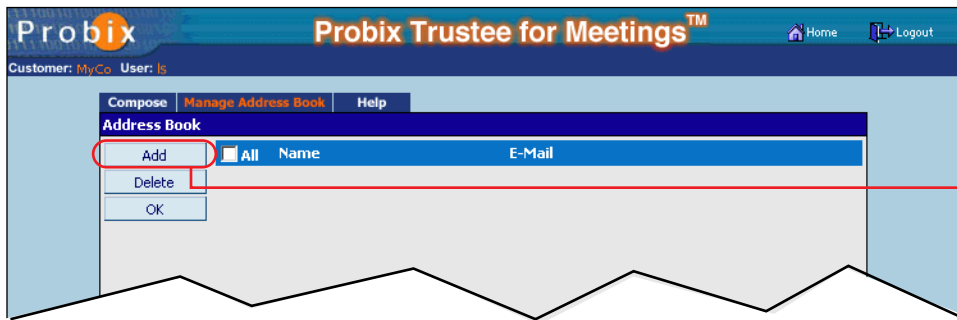 Probix
Probix Trustee for Meetings™
Home
Logout
Customer: MyCo User: ls
Compose
Manage Address Book
Help
Address Book
Add
All
Name
E-Mail
Delete
OK